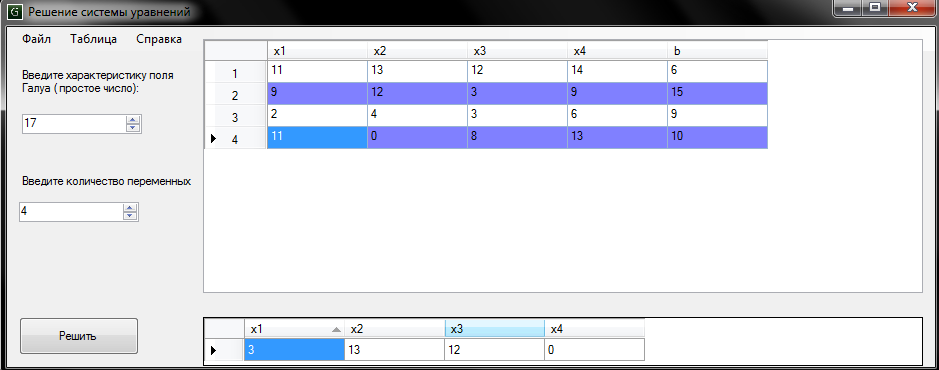 Решение системы уравнений
Файл Таблица Справка
Введите характеристику поля
Галуа ( простое число):
17
Введите количество переменных
4
Решить
x1 x2 x3 x4 b
1 11 13 12 14 6
2 9 12 3 9 15
3 2 4 3 6 9
4 11 0 8 13 10
x1 x2 x3 x4
3 13 12 0